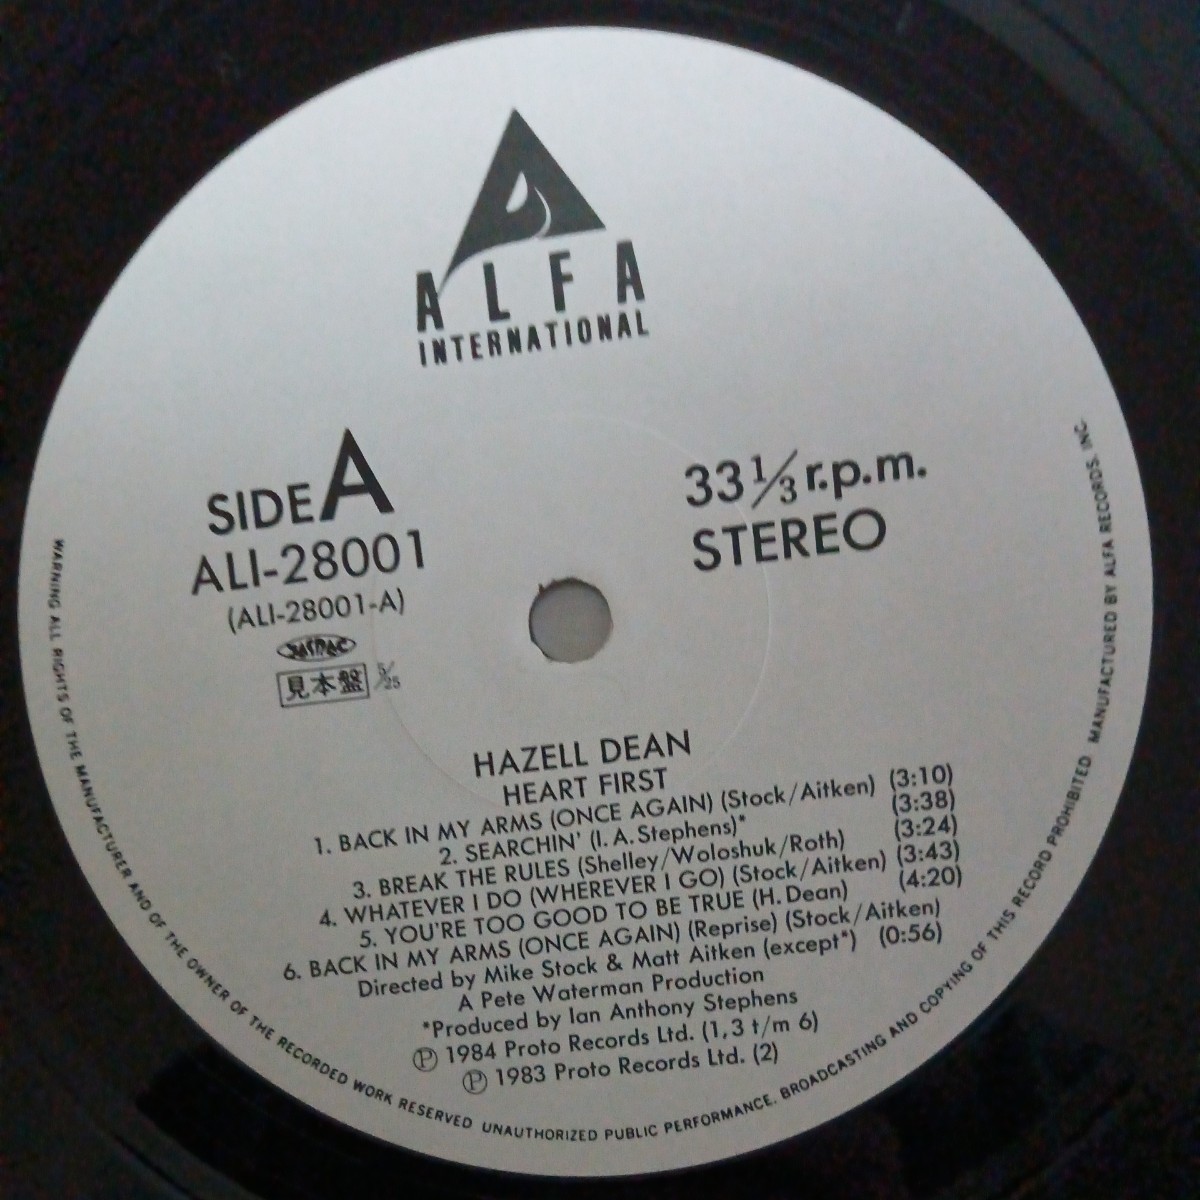 ALFA
INTERNATIONAL
SIDE A
ALI-28001
(ALI-28001-A)
見本盤 5/25
33 1/3 r.p.m.
STEREO
HAZELL DEAN
HEART FIRST
1. BACK IN MY ARMS (ONCE AGAIN) (Stock/Aitken) (3:10)
2. SEARCHIN' (I. A. Stephens)* (3:38)
3. BREAK THE RULES (Shelley/Woloshuk/Roth) (3:24)
4. WHATEVER I DO (WHEREVER I GO) (Stock/Aitken) (3:43)
5. YOU'RE TOO GOOD TO BE TRUE (H. Dean) (4:20)
6. BACK IN MY ARMS (ONCE AGAIN) (Reprise) (Stock/Aitken) (0:56)
Directed by Mike Stock & Matt Aitken (except*)
A Pete Waterman Production
*Produced by Ian Anthony Stephens
Ⓟ 1984 Proto Records Ltd. (1,3 t/m 6)
Ⓟ 1983 Proto Records Ltd. (2)
WARNING ALL RIGHTS OF THE MANUFACTURER AND OF THE OWNER OF THE RECORDED WORK RESERVED UNAUTHORIZED PUBLIC PERFORMANCE. BROADCASTING AND COPYING OF THIS RECORD PROHIBITED MANUFACTURED BY ALFA RECORDS. INC.